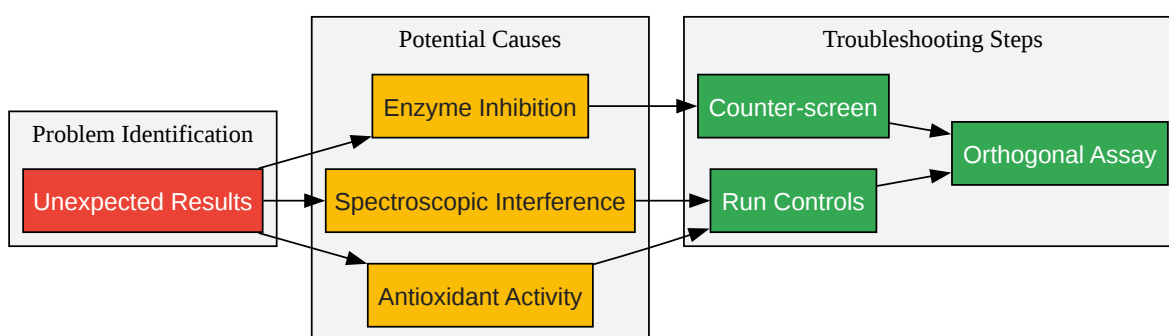 Problem Identification
Unexpected Results
Potential Causes
Enzyme Inhibition
Spectroscopic Interference
Antioxidant Activity
Troubleshooting Steps
Counter-screen
Run Controls
Orthogonal Assay